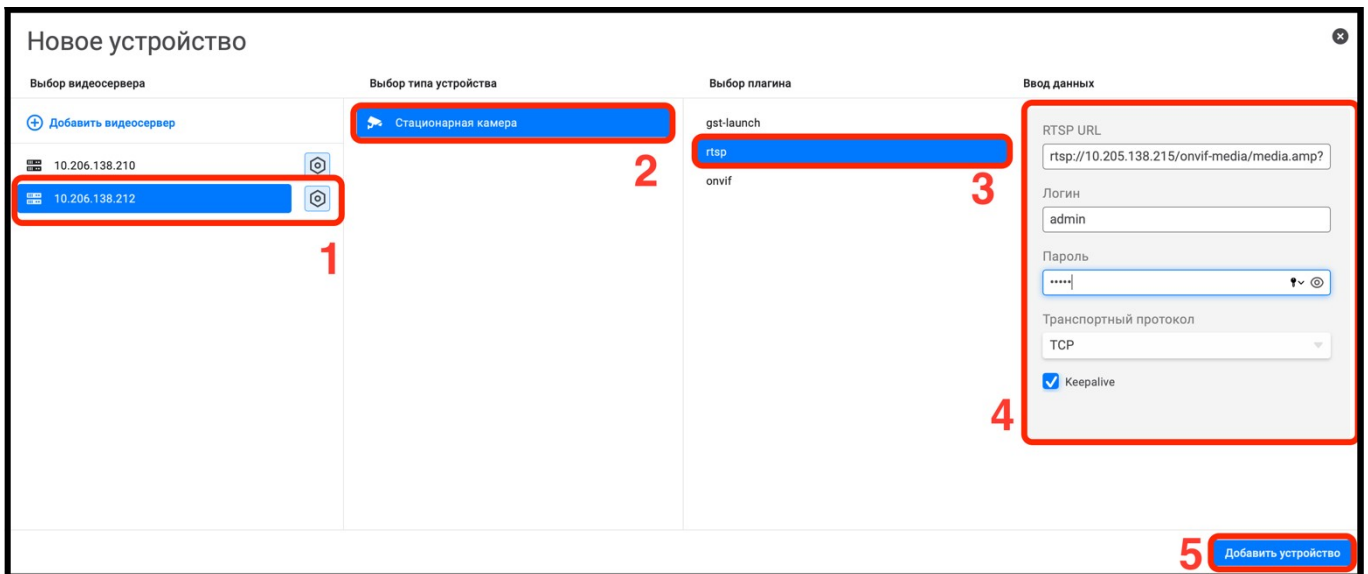 Новое устройство
Выбор видеосервера
Выбор типа устройства
Выбор плагина
Ввод данных
Добавить видеосервер
10.206.138.210
10.206.138.212
1
Стационарная камера
2
gst-launch
rtsp
onvif
3
RTSP URL
rtsp://10.205.138.215/onvif-media/media.amp?
Логин
admin
Пароль
•••••
Транспортный протокол
TCP
Keepalive
4
5
Добавить устройство